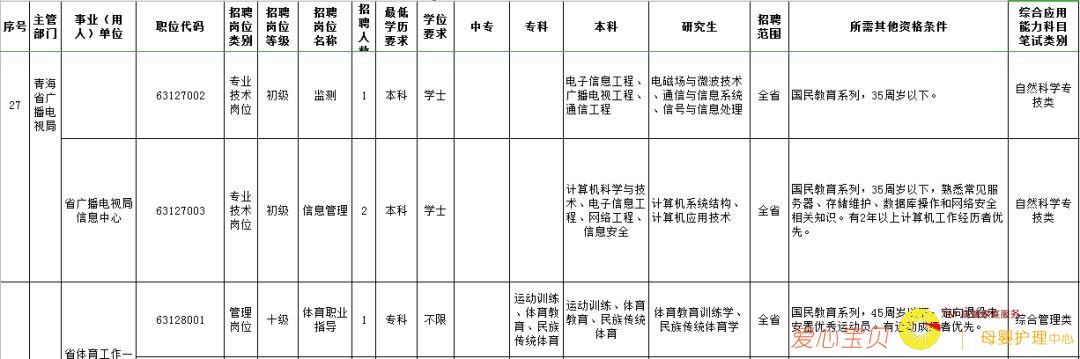 序号
主管
部门
事业（用
人）单位
职位代码
招聘
岗位
类别
招聘
岗位
等级
招聘
岗位
名称
招
聘
人
最低
学历
要求
学位
要求
中专
专科
本科
研究生
招聘
范围
所需其他资格条件
综合应用
能力科目
笔试类别
27
青海
省广
播电
视局
63127002
专业
技术
岗位
初级
监测
1
本科
学士
电子信息工程、
广播电视工程、
通信工程
电磁场与微波技术
、通信与信息系统
、信号与信息处理
全省
国民教育系列，35周岁以下。
自然科学专
技类
省广播电视局
信息中心
63127003
专业
技术
岗位
初级
信息管理
2
本科
学士
计算机科学与技
术、电子信息工
程、网络工程、
信息安全
计算机系统结构、
计算机应用技术
全省
国民教育系列，35周岁以下，熟悉常见服
务器、存储维护、数据库操作和网络安全
相关知识。有2年以上计算机工作经历者优
先。
自然科学专
技类
省体育工作一
63128001
管理
岗位
十级
体育职业
指导
1
专科
不限
运动训练
、体育教
育、民族
传统体育
运动训练、体育
教育、民族传统
体育
体育教育训练学、
民族传统体育学
全省
国民教育系列，45周岁以下，定向退役未
安置优秀运动员。有运动成 者优先。
综合管理类
爱心宝贝
母婴护理中心